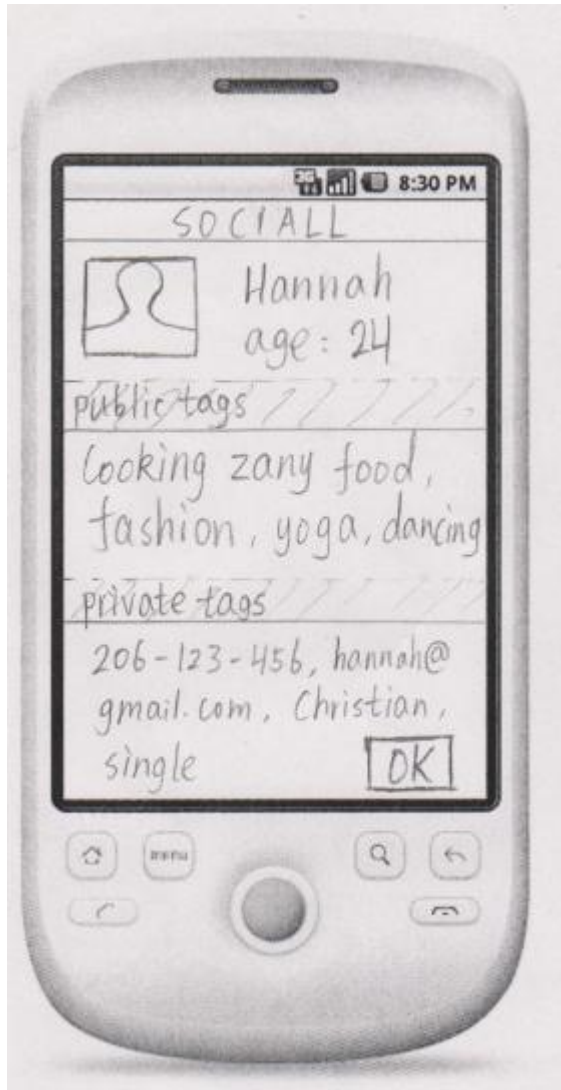 3G
8:30 PM
SOCIALL
Hannah
age: 24
public tags
Cooking zany food,
fashion, yoga, dancing
private tags
206-123-456, hannah@
gmail.com, Christian,
single
OK
menu